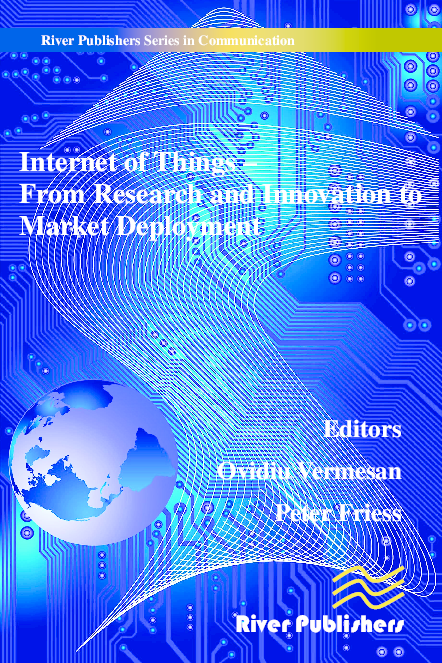 River Publishers Series in Communication
Internet of Things –
From Research and Innovation to
Market Deployment
Editors
Ovidiu Vermesan
Peter Friess
River Publishers